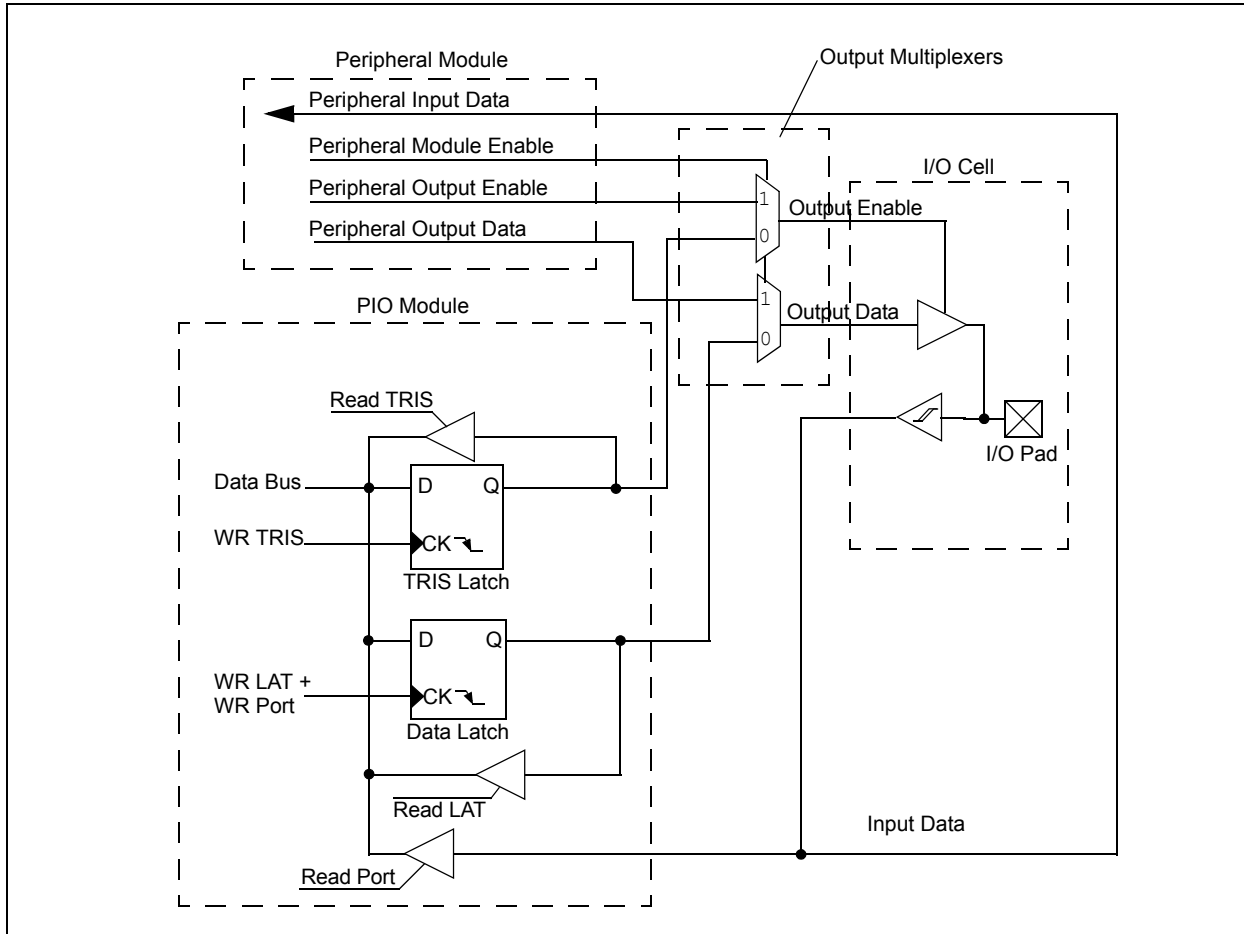 Peripheral Module
Output Multiplexers
Peripheral Input Data
Peripheral Module Enable
I/O Cell
Peripheral Output Enable
1
Output Enable
Peripheral Output Data
0
PIO Module
1
Output Data
0
Read TRIS
I/O Pad
Data Bus
D
Q
WR TRIS
CK
TRIS Latch
D
Q
WR LAT +
WR Port
CK
Data Latch
Read LAT
Input Data
Read Port